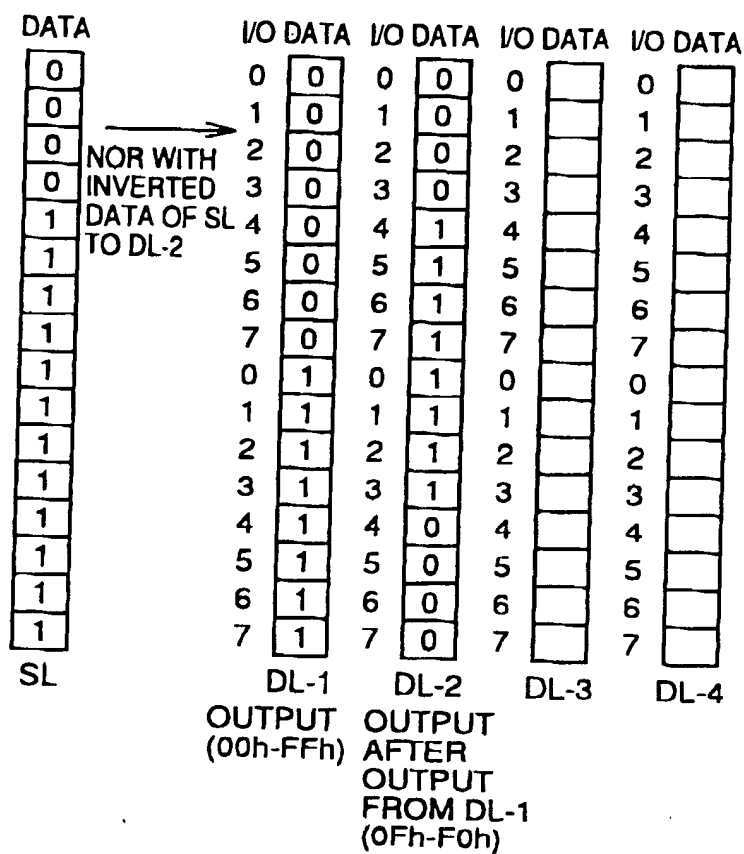 DATA I/O DATA I/O DATA I/O DATA I/O DATA
0 0 0 0 0 0 0
0 1 0 1 0 1 1
0 2 0 2 0 2 2
0 3 0 3 0 3 3
1 4 0 4 1 4 4
1 5 0 5 1 5 5
1 6 0 6 1 6 6
1 7 0 7 1 7 7
1 0 1 0 1 0 0
1 1 1 1 1 1 1
1 2 1 2 1 2 2
1 3 1 3 1 3 3
1 4 1 4 0 4 4
1 5 1 5 0 5 5
1 6 1 6 0 6 6
1 7 1 7 0 7 7
NOR WITH
INVERTED
DATA OF SL
TO DL-2
SL DL-1 DL-2 DL-3 DL-4
OUTPUT
(00h-FFh)
OUTPUT
AFTER
OUTPUT
FROM DL-1
(0Fh-F0h)